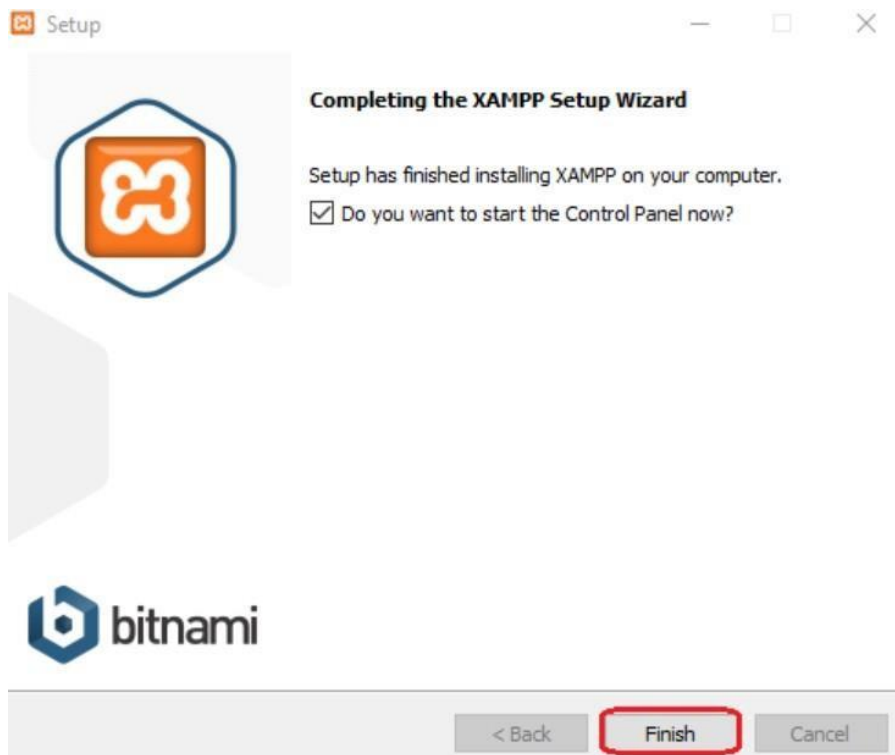 Setup
Completing the XAMPP Setup Wizard
Setup has finished installing XAMPP on your computer.
Do you want to start the Control Panel now?
bitnami
< Back
Finish
Cancel